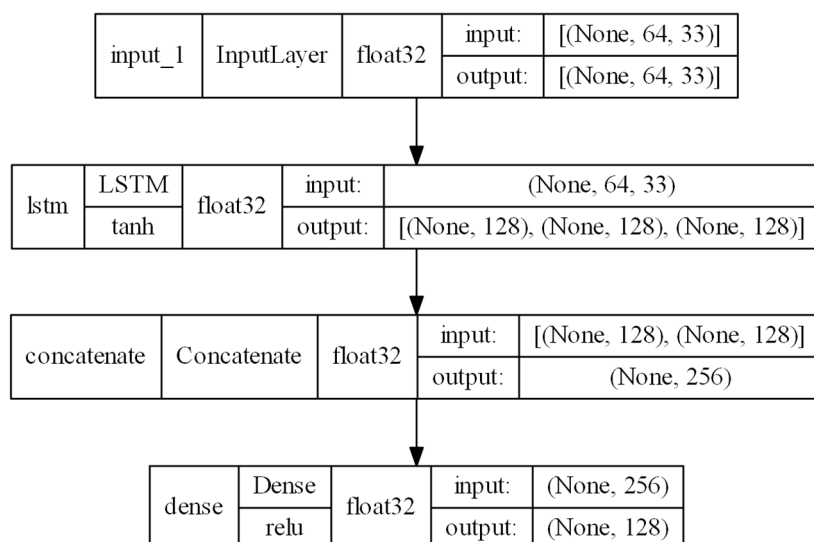 input_1 InputLayer float32 input: [(None, 64, 33)]
output: [(None, 64, 33)]
lstm LSTM float32 input: (None, 64, 33)
tanh output: [(None, 128), (None, 128), (None, 128)]
concatenate Concatenate float32 input: [(None, 128), (None, 128)]
output: (None, 256)
dense Dense float32 input: (None, 256)
relu output: (None, 128)